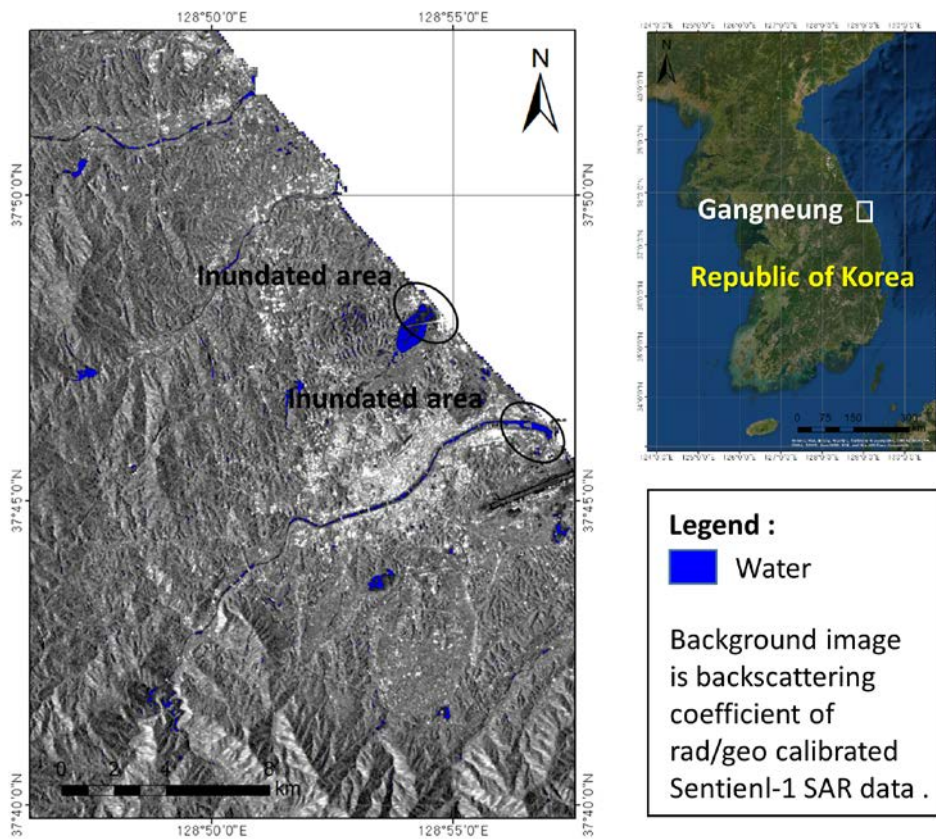 128°50'0"E
128°55'0"E
N
37°50'0"N
37°50'0"N
Inundated area
Inundated area
37°45'0"N
37°45'0"N
0 2 4 8
km
37°40'0"N
37°40'0"N
128°50'0"E
128°55'0"E
N
Gangneung
Republic of Korea
0 75 150 300
Legend :
Water
Background image
is backscattering
coefficient of
rad/geo calibrated
Sentienl-1 SAR data .